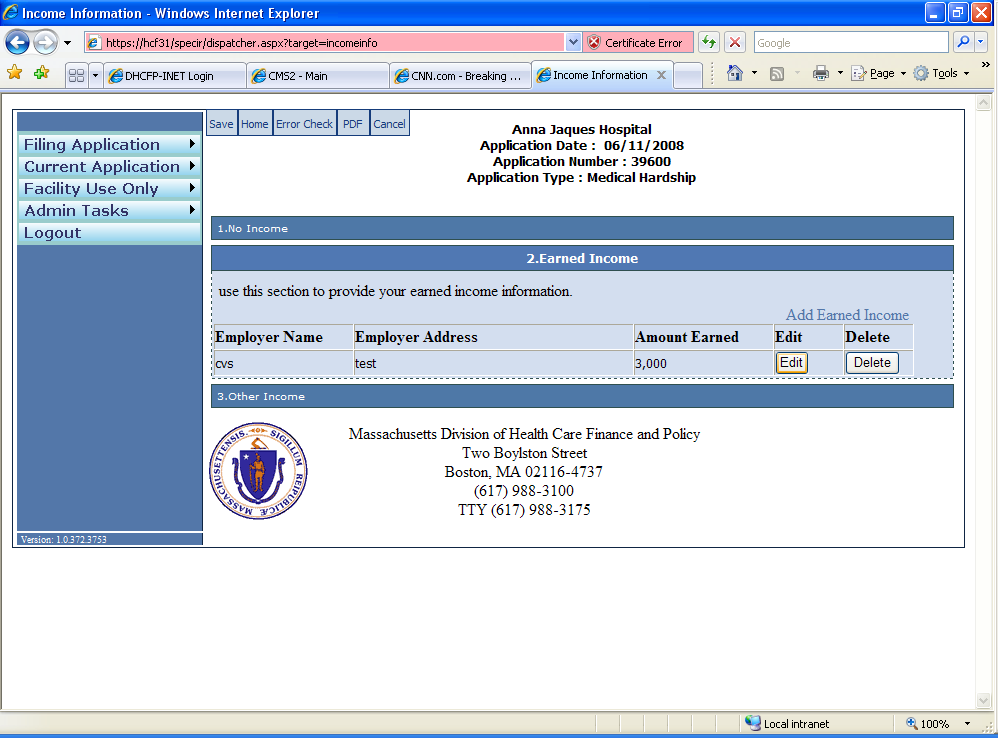 Income Information - Windows Internet Explorer
https://hcf31/specir/dispatcher.aspx?target=incomeinfo
Certificate Error
Google
DHCFP-INET Login
CMS2 - Main
CNN.com - Breaking ...
Income Information
Page
Tools
»
Filing Application
Current Application
Facility Use Only
Admin Tasks
Logout
Save Home Error Check PDF Cancel
Anna Jaques Hospital
Application Date : 06/11/2008
Application Number : 39600
Application Type : Medical Hardship
1.No Income
2.Earned Income
use this section to provide your earned income information.
Add Earned Income
Employer Name Employer Address Amount Earned Edit Delete
cvs test 3,000 Edit Delete
3.Other Income
Massachusetts Division of Health Care Finance and Policy
Two Boylston Street
Boston, MA 02116-4737
(617) 988-3100
TTY (617) 988-3175
Version: 1.0.372.3753
Local intranet
100%